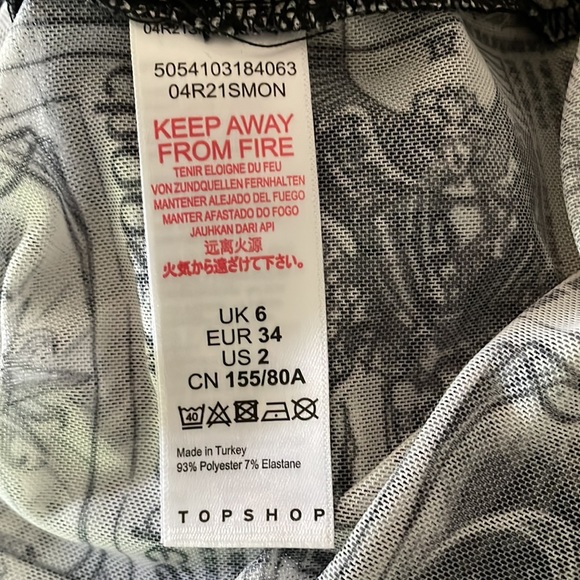 5054103184063
04R21SMON
KEEP AWAY
FROM FIRE
TENIR ELOIGNE DU FEU
VON ZUNDQUELLEN FERNHALTEN
MANTENER ALEJADO DEL FUEGO
MANTER AFASTADO DO FOGO
JAUHKAN DARI API
远离火源
火気から遠ざけて下さい。
UK 6
EUR 34
US 2
CN 155/80A
40
Made in Turkey
93% Polyester 7% Elastane
TOPSHOP